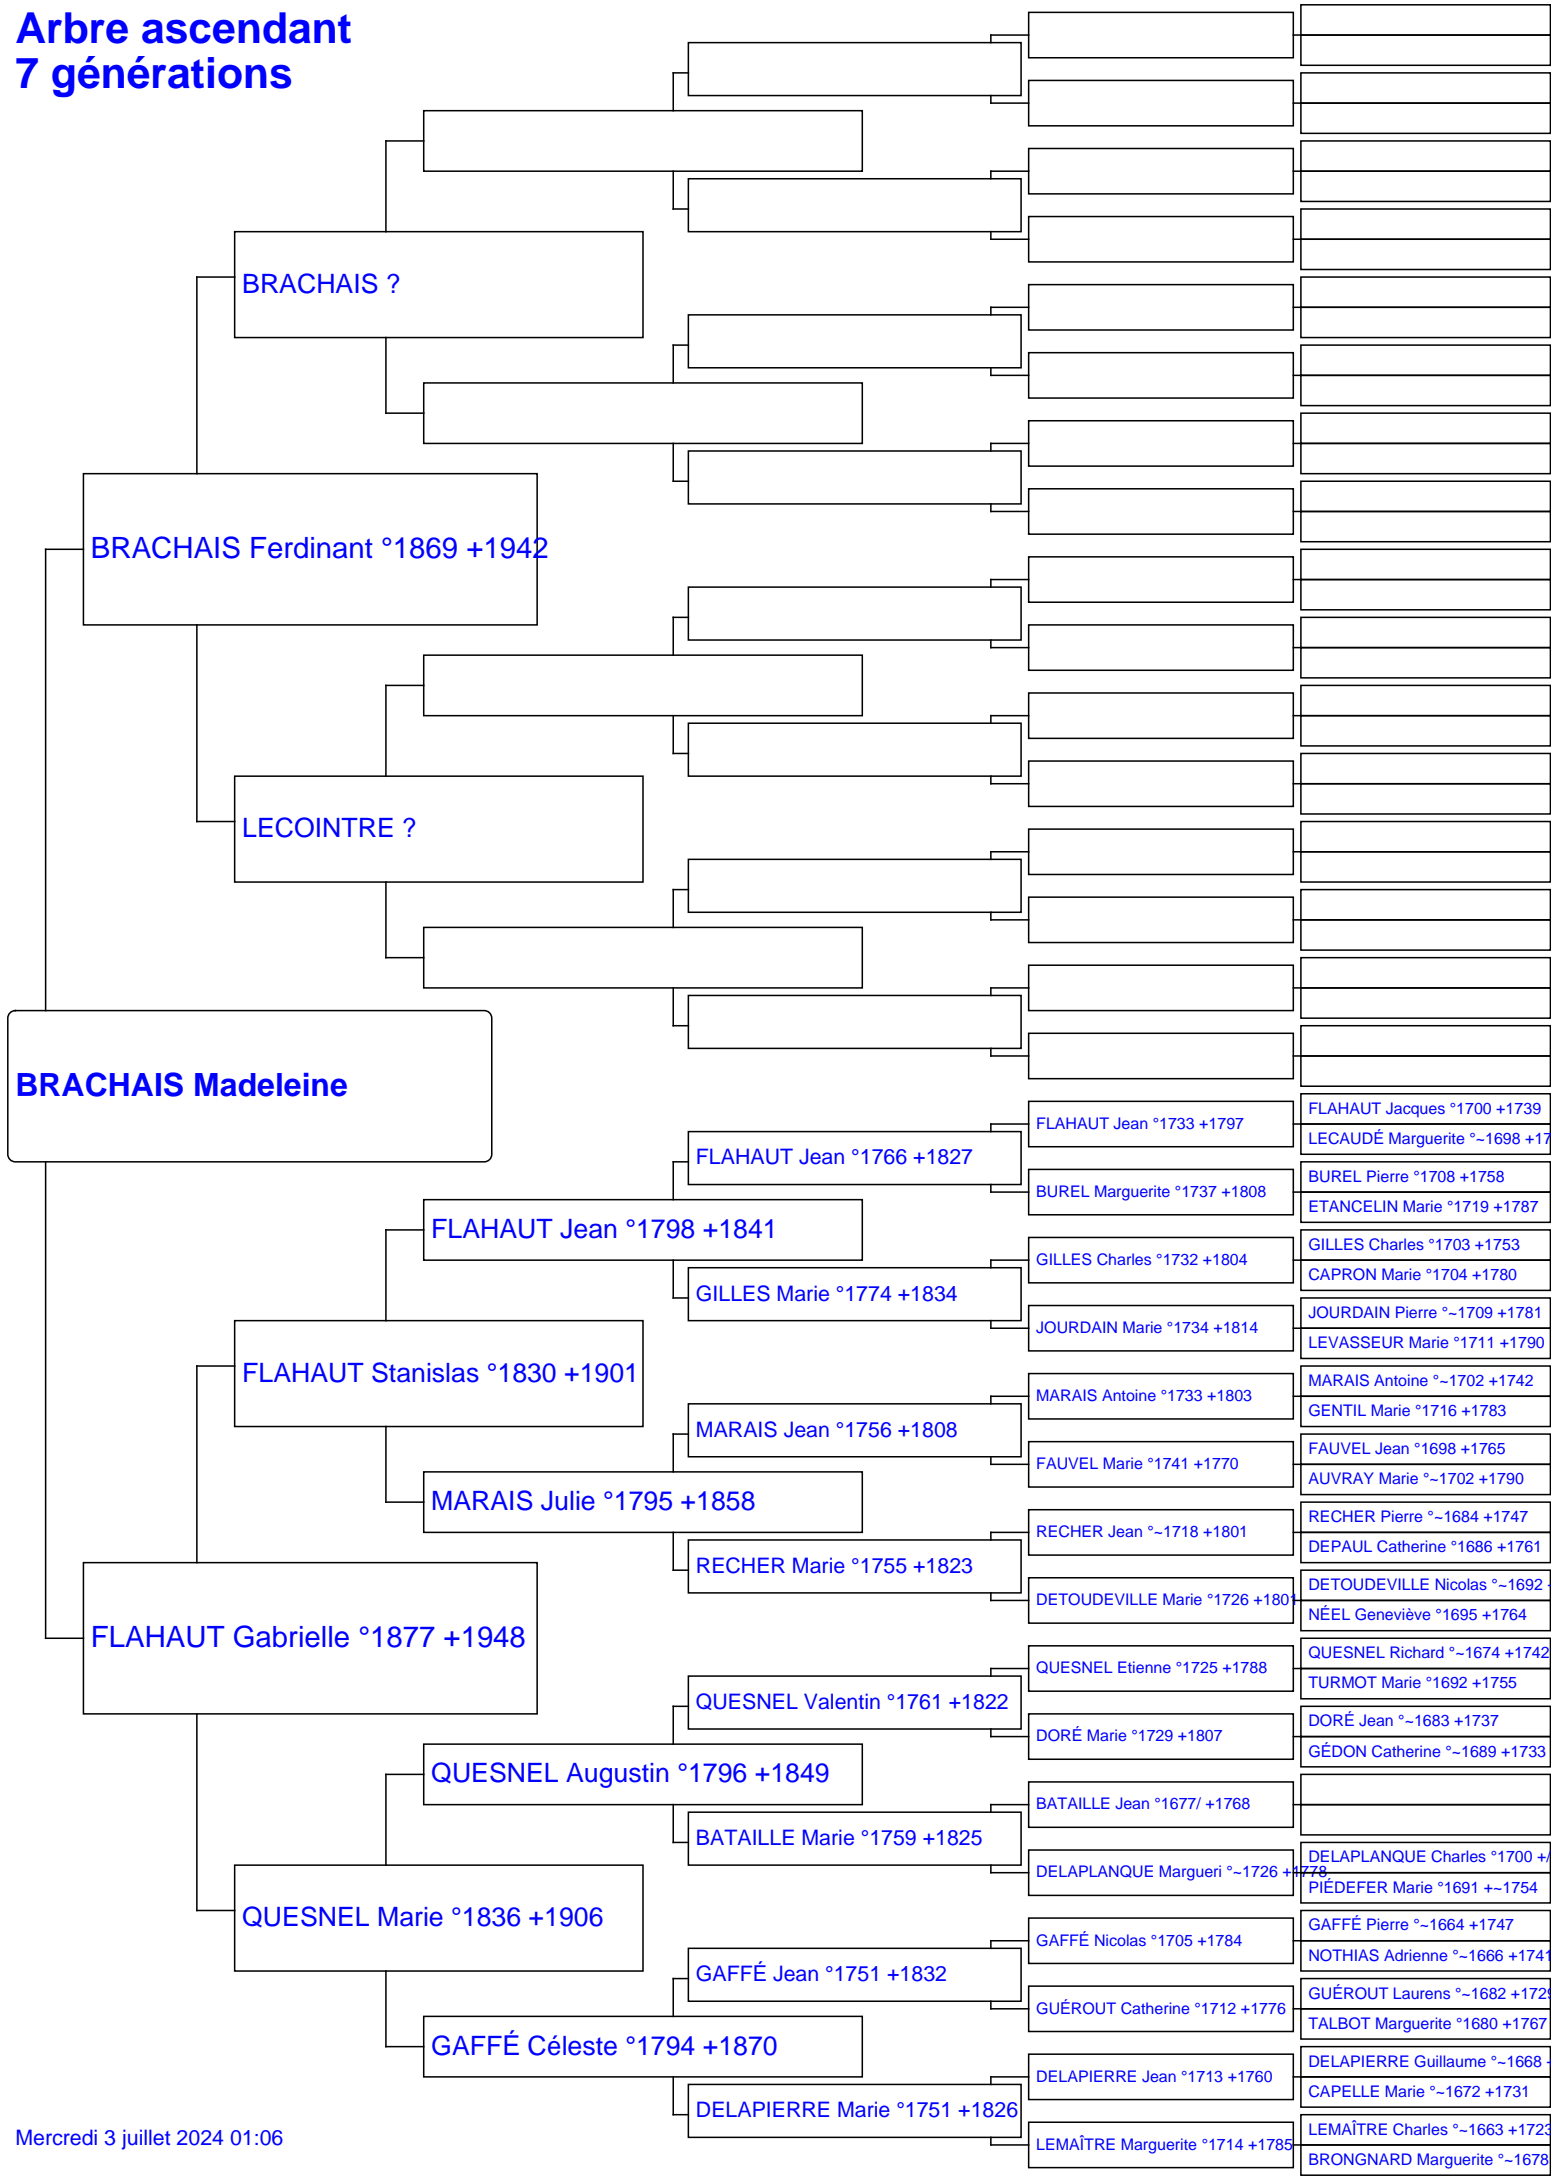 Arbre ascendant
7 générations
BRACHAIS ?
BRACHAIS Ferdinant °1869 +1942
LECOINTRE ?
BRACHAIS Madeleine
FLAHAUT Jacques °1700 +1739
FLAHAUT Jean °1733 +1797
LECAUDÉ Marguerite °~1698 +17
FLAHAUT Jean °1766 +1827
BUREL Pierre °1708 +1758
BUREL Marguerite °1737 +1808
ETANCELIN Marie °1719 +1787
FLAHAUT Jean °1798 +1841
GILLES Charles °1703 +1753
GILLES Charles °1732 +1804
CAPRON Marie °1704 +1780
GILLES Marie °1774 +1834
JOURDAIN Pierre °~1709 +1781
JOURDAIN Marie °1734 +1814
LEVASSEUR Marie °1711 +1790
FLAHAUT Stanislas °1830 +1901
MARAIS Antoine °~1702 +1742
MARAIS Antoine °1733 +1803
GENTIL Marie °1716 +1783
MARAIS Jean °1756 +1808
FAUVEL Jean °1698 +1765
FAUVEL Marie °1741 +1770
AUVRAY Marie °~1702 +1790
MARAIS Julie °1795 +1858
RECHER Pierre °~1684 +1747
RECHER Jean °~1718 +1801
DEPAUL Catherine °1686 +1761
RECHER Marie °1755 +1823
DETOUDEVILLE Nicolas °~1692
DETOUDEVILLE Marie °1726 +1801
NÉEL Geneviève °1695 +1764
FLAHAUT Gabrielle °1877 +1948
QUESNEL Richard °~1674 +1742
QUESNEL Etienne °1725 +1788
TURMOT Marie °1692 +1755
QUESNEL Valentin °1761 +1822
DORÉ Jean °~1683 +1737
DORÉ Marie °1729 +1807
GÉDON Catherine °~1689 +1733
QUESNEL Augustin °1796 +1849
BATAILLE Jean °1677/ +1768
BATAILLE Marie °1759 +1825
DELAPLANQUE Charles °1700 +/
DELAPLANQUE Margueri °~1726 +1778
PIÉDEFER Marie °1691 +~1754
QUESNEL Marie °1836 +1906
GAFFÉ Pierre °~1664 +1747
GAFFÉ Nicolas °1705 +1784
NOTHIAS Adrienne °~1666 +1741
GAFFÉ Jean °1751 +1832
GUÉROUT Laurens °~1682 +1729
GUÉROUT Catherine °1712 +1776
TALBOT Marguerite °1680 +1767
GAFFÉ Céleste °1794 +1870
DELAPIERRE Guillaume °~1668
DELAPIERRE Jean °1713 +1760
CAPELLE Marie °~1672 +1731
DELAPIERRE Marie °1751 +1826
LEMAÎTRE Charles °~1663 +1723
LEMAÎTRE Marguerite °1714 +1785
BRONGNARD Marguerite °~1678
Mercredi 3 juillet 2024 01:06